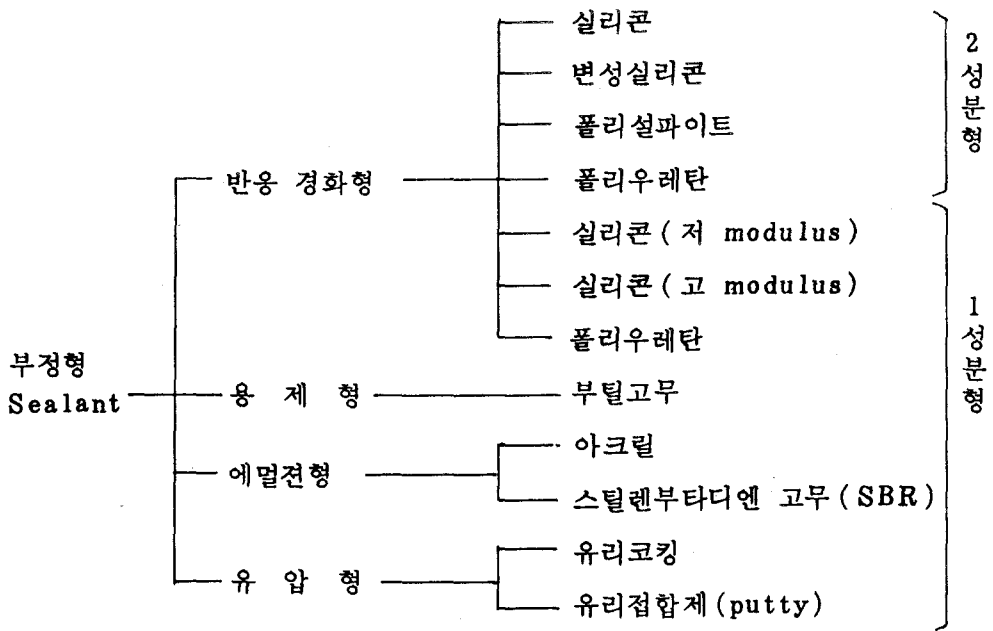 실리콘
변성실리콘
폴리설파이트
폴리우레탄
2성분형
반응 경화형
실리콘(저 modulus)
실리콘(고 modulus)
폴리우레탄
부정형
Sealant
용 제 형
부틸고무
1성분형
에멀젼형
아크릴
스틸렌부타디엔 고무(SBR)
유 압 형
유리코킹
유리접합제(putty)